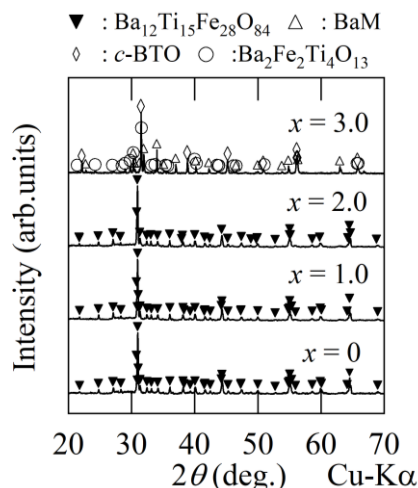 ▼ : Ba₁₂Ti₁₅Fe₂₈O₈₄ △ : BaM
◊ : c-BTO ○ :Ba₂Fe₂Ti₄O₁₃
x = 3.0
x = 2.0
x = 1.0
x = 0
Intensity (arb.units)
20 30 40 50 60 70
2θ (deg.) Cu-Kα